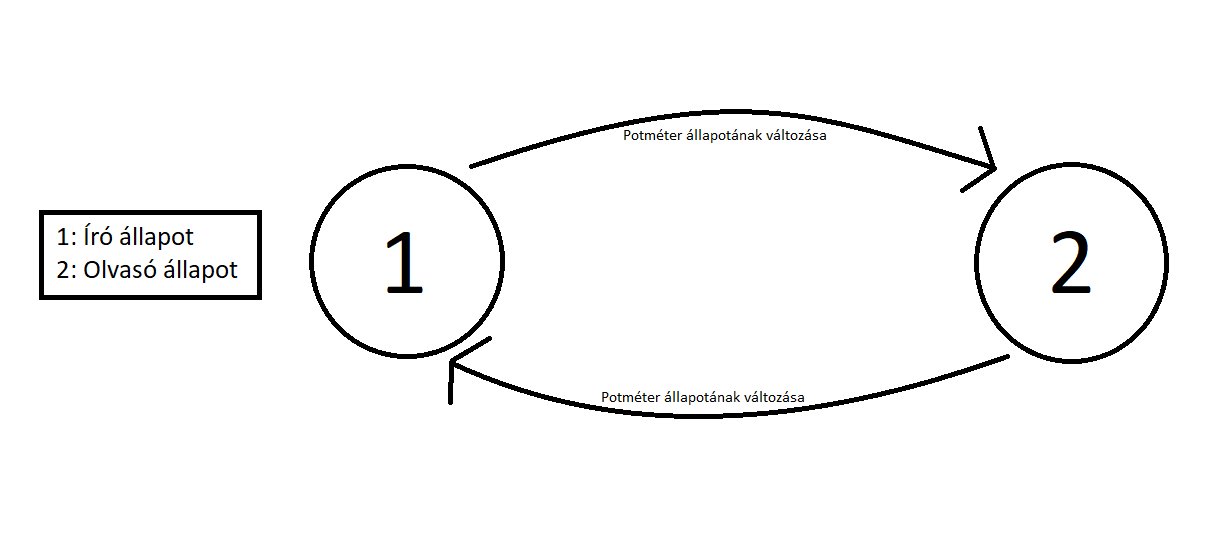 Potméter állapotának változása
1: Író állapot
2: Olvasó állapot
1
2
Potméter állapotának változása